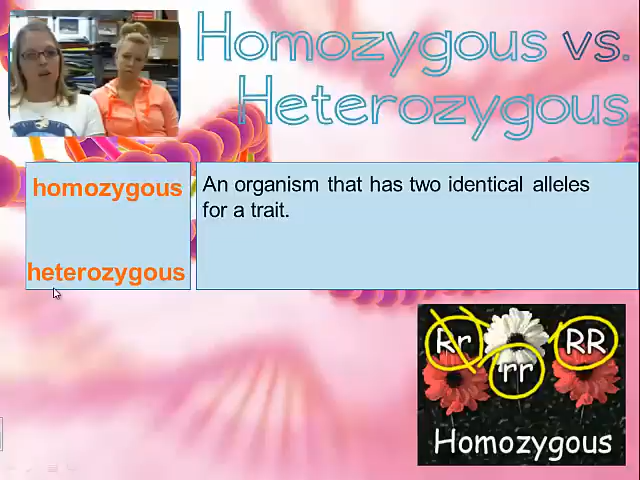 Homozygous vs.
Heterozygous
homozygous
An organism that has two identical alleles
for a trait.
heterozygous
Rr
rr
RR
Homozygous